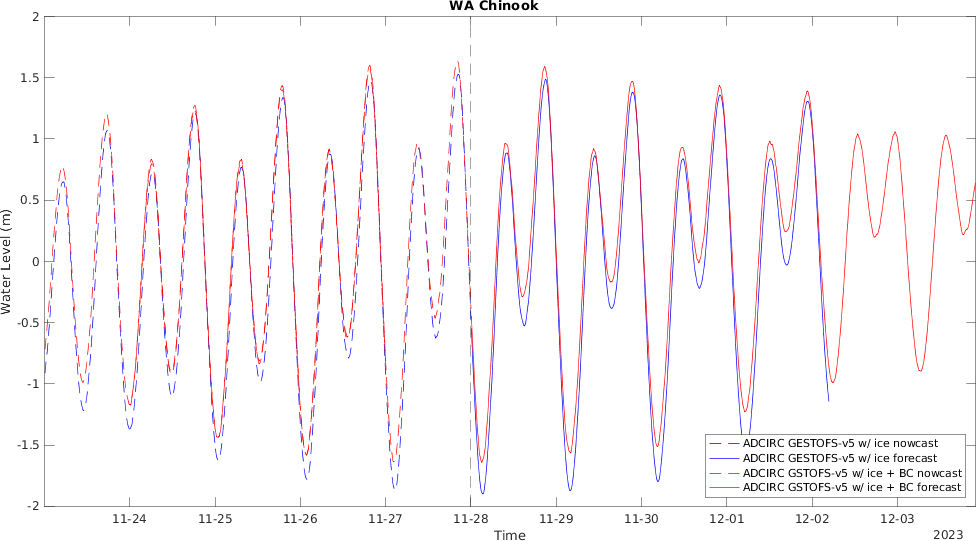 WA Chinook
2
1.5
1
0.5
0
-0.5
-1
-1.5
-2
Water Level (m)
11-24 11-25 11-26 11-27 11-28 11-29 11-30 12-01 12-02 12-03
Time
2023
ADCIRC GESTOFS-v5 w/ ice nowcast
ADCIRC GESTOFS-v5 w/ ice forecast
ADCIRC GSTOFS-v5 w/ ice + BC nowcast
ADCIRC GSTOFS-v5 w/ ice + BC forecast